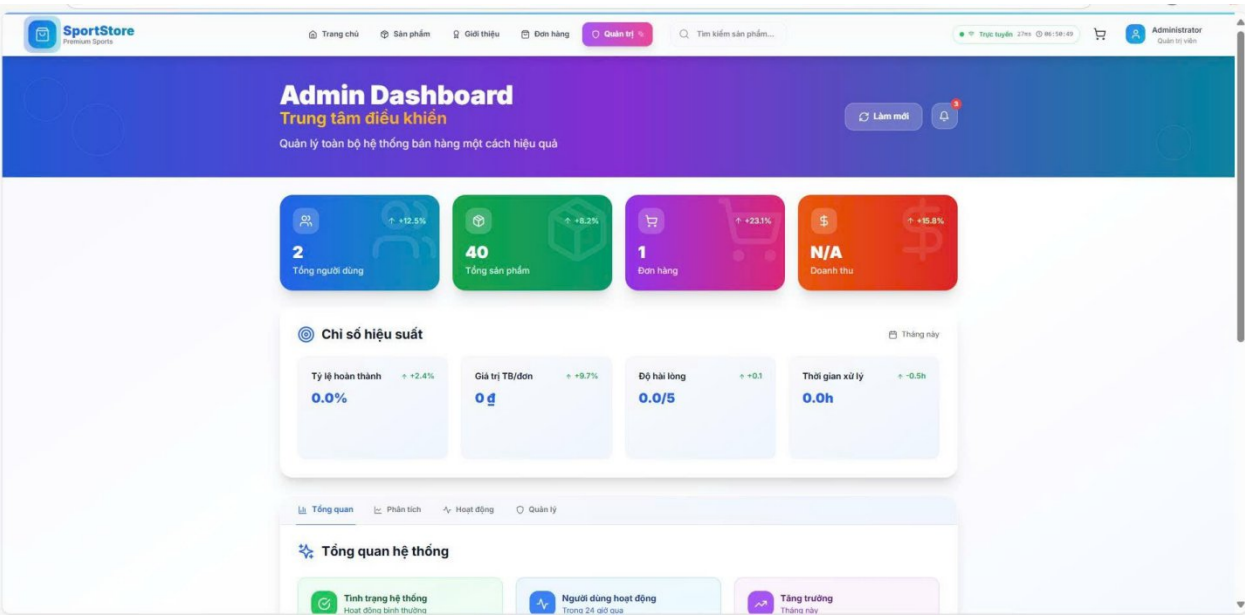 SportStore
Premium Sports
Trang chủ Sản phẩm Giới thiệu Đơn hàng Quản trị Tìm kiếm sản phẩm...
Trực tuyến 27ms 06:50:49
Administrator
Quản trị viên
Admin Dashboard
Trung tâm điều khiển
Quản lý toàn bộ hệ thống bán hàng một cách hiệu quả
Làm mới 3
+12.5% +8.2% +23.1% +15.8%
2 40 1 N/A
Tổng người dùng Tổng sản phẩm Đơn hàng Doanh thu
Chỉ số hiệu suất Tháng này
Tỷ lệ hoàn thành +2.4% Giá trị TB/đơn +9.7% Độ hài lòng +0.1 Thời gian xử lý -0.5h
0.0% 0 ₫ 0.0/5 0.0h
Tổng quan Phân tích Hoạt động Quản lý
Tổng quan hệ thống
Tình trạng hệ thống Người dùng hoạt động Tăng trưởng
Hoạt động bình thường Trong 24 giờ qua Tháng này